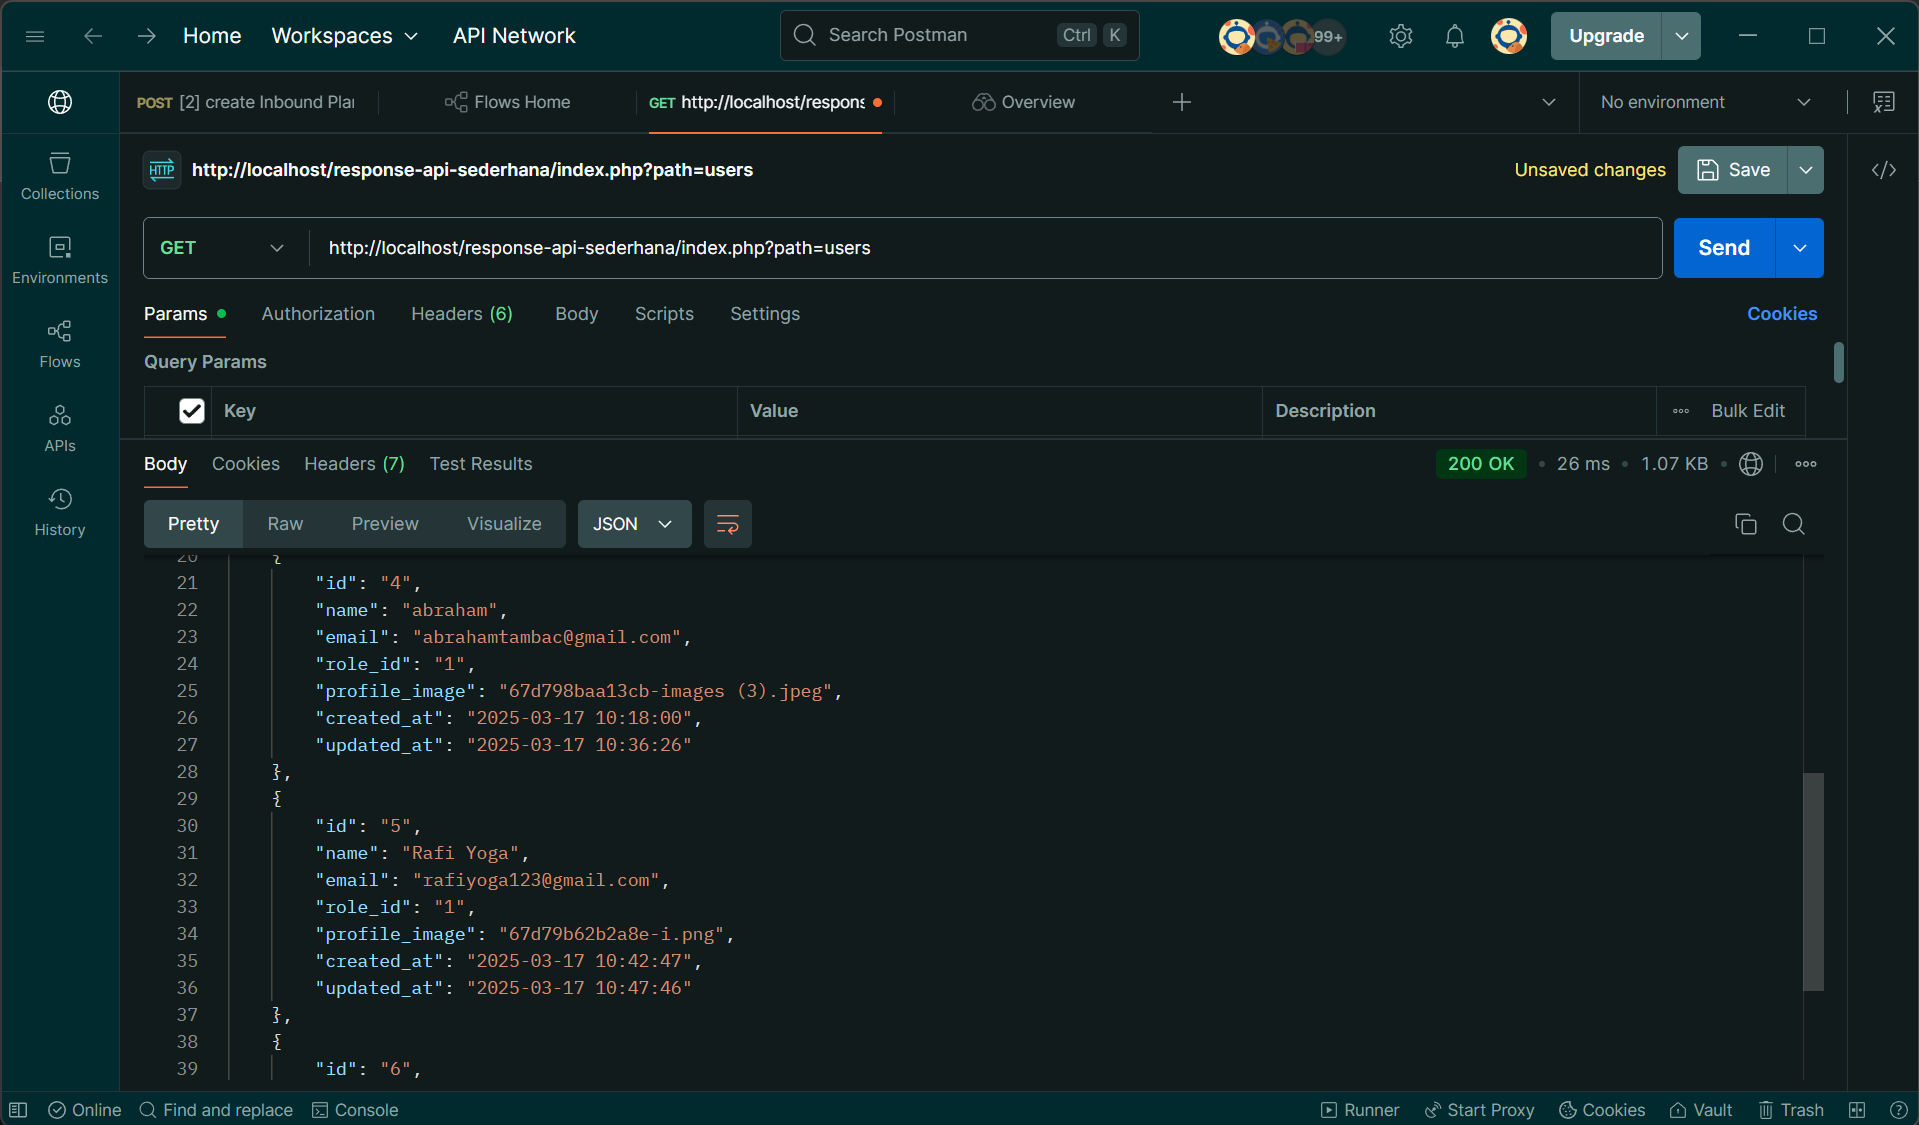 Home Workspaces API Network Search Postman Ctrl K 99+ Upgrade
POST [2] create Inbound Plan Flows Home GET http://localhost/respons Overview No environment
HTTP http://localhost/response-api-sederhana/index.php?path=users Unsaved changes Save
Collections
Environments
Flows
APIs
History
GET http://localhost/response-api-sederhana/index.php?path=users Send
Params Authorization Headers (6) Body Scripts Settings Cookies
Query Params
Key Value Description Bulk Edit
Body Cookies Headers (7) Test Results 200 OK 26 ms 1.07 KB
Pretty Raw Preview Visualize JSON
20 {
21 "id": "4",
22 "name": "abraham",
23 "email": "abrahamtambac@gmail.com",
24 "role_id": "1",
25 "profile_image": "67d798baa13cb-images (3).jpeg",
26 "created_at": "2025-03-17 10:18:00",
27 "updated_at": "2025-03-17 10:36:26"
28 },
29 {
30 "id": "5",
31 "name": "Rafi Yoga",
32 "email": "rafiyoga123@gmail.com",
33 "role_id": "1",
34 "profile_image": "67d79b62b2a8e-i.png",
35 "created_at": "2025-03-17 10:42:47",
36 "updated_at": "2025-03-17 10:47:46"
37 },
38 {
39 "id": "6",
Online Find and replace Console Runner Start Proxy Cookies Vault Trash